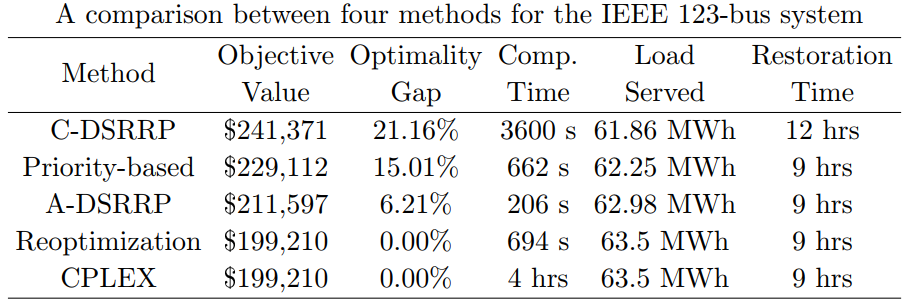 A comparison between four methods for the IEEE 123-bus system
Method Objective Value Optimality Gap Comp. Time Load Served Restoration Time
C-DSRRP $241,371 21.16% 3600 s 61.86 MWh 12 hrs
Priority-based $229,112 15.01% 662 s 62.25 MWh 9 hrs
A-DSRRP $211,597 6.21% 206 s 62.98 MWh 9 hrs
Reoptimization $199,210 0.00% 694 s 63.5 MWh 9 hrs
CPLEX $199,210 0.00% 4 hrs 63.5 MWh 9 hrs